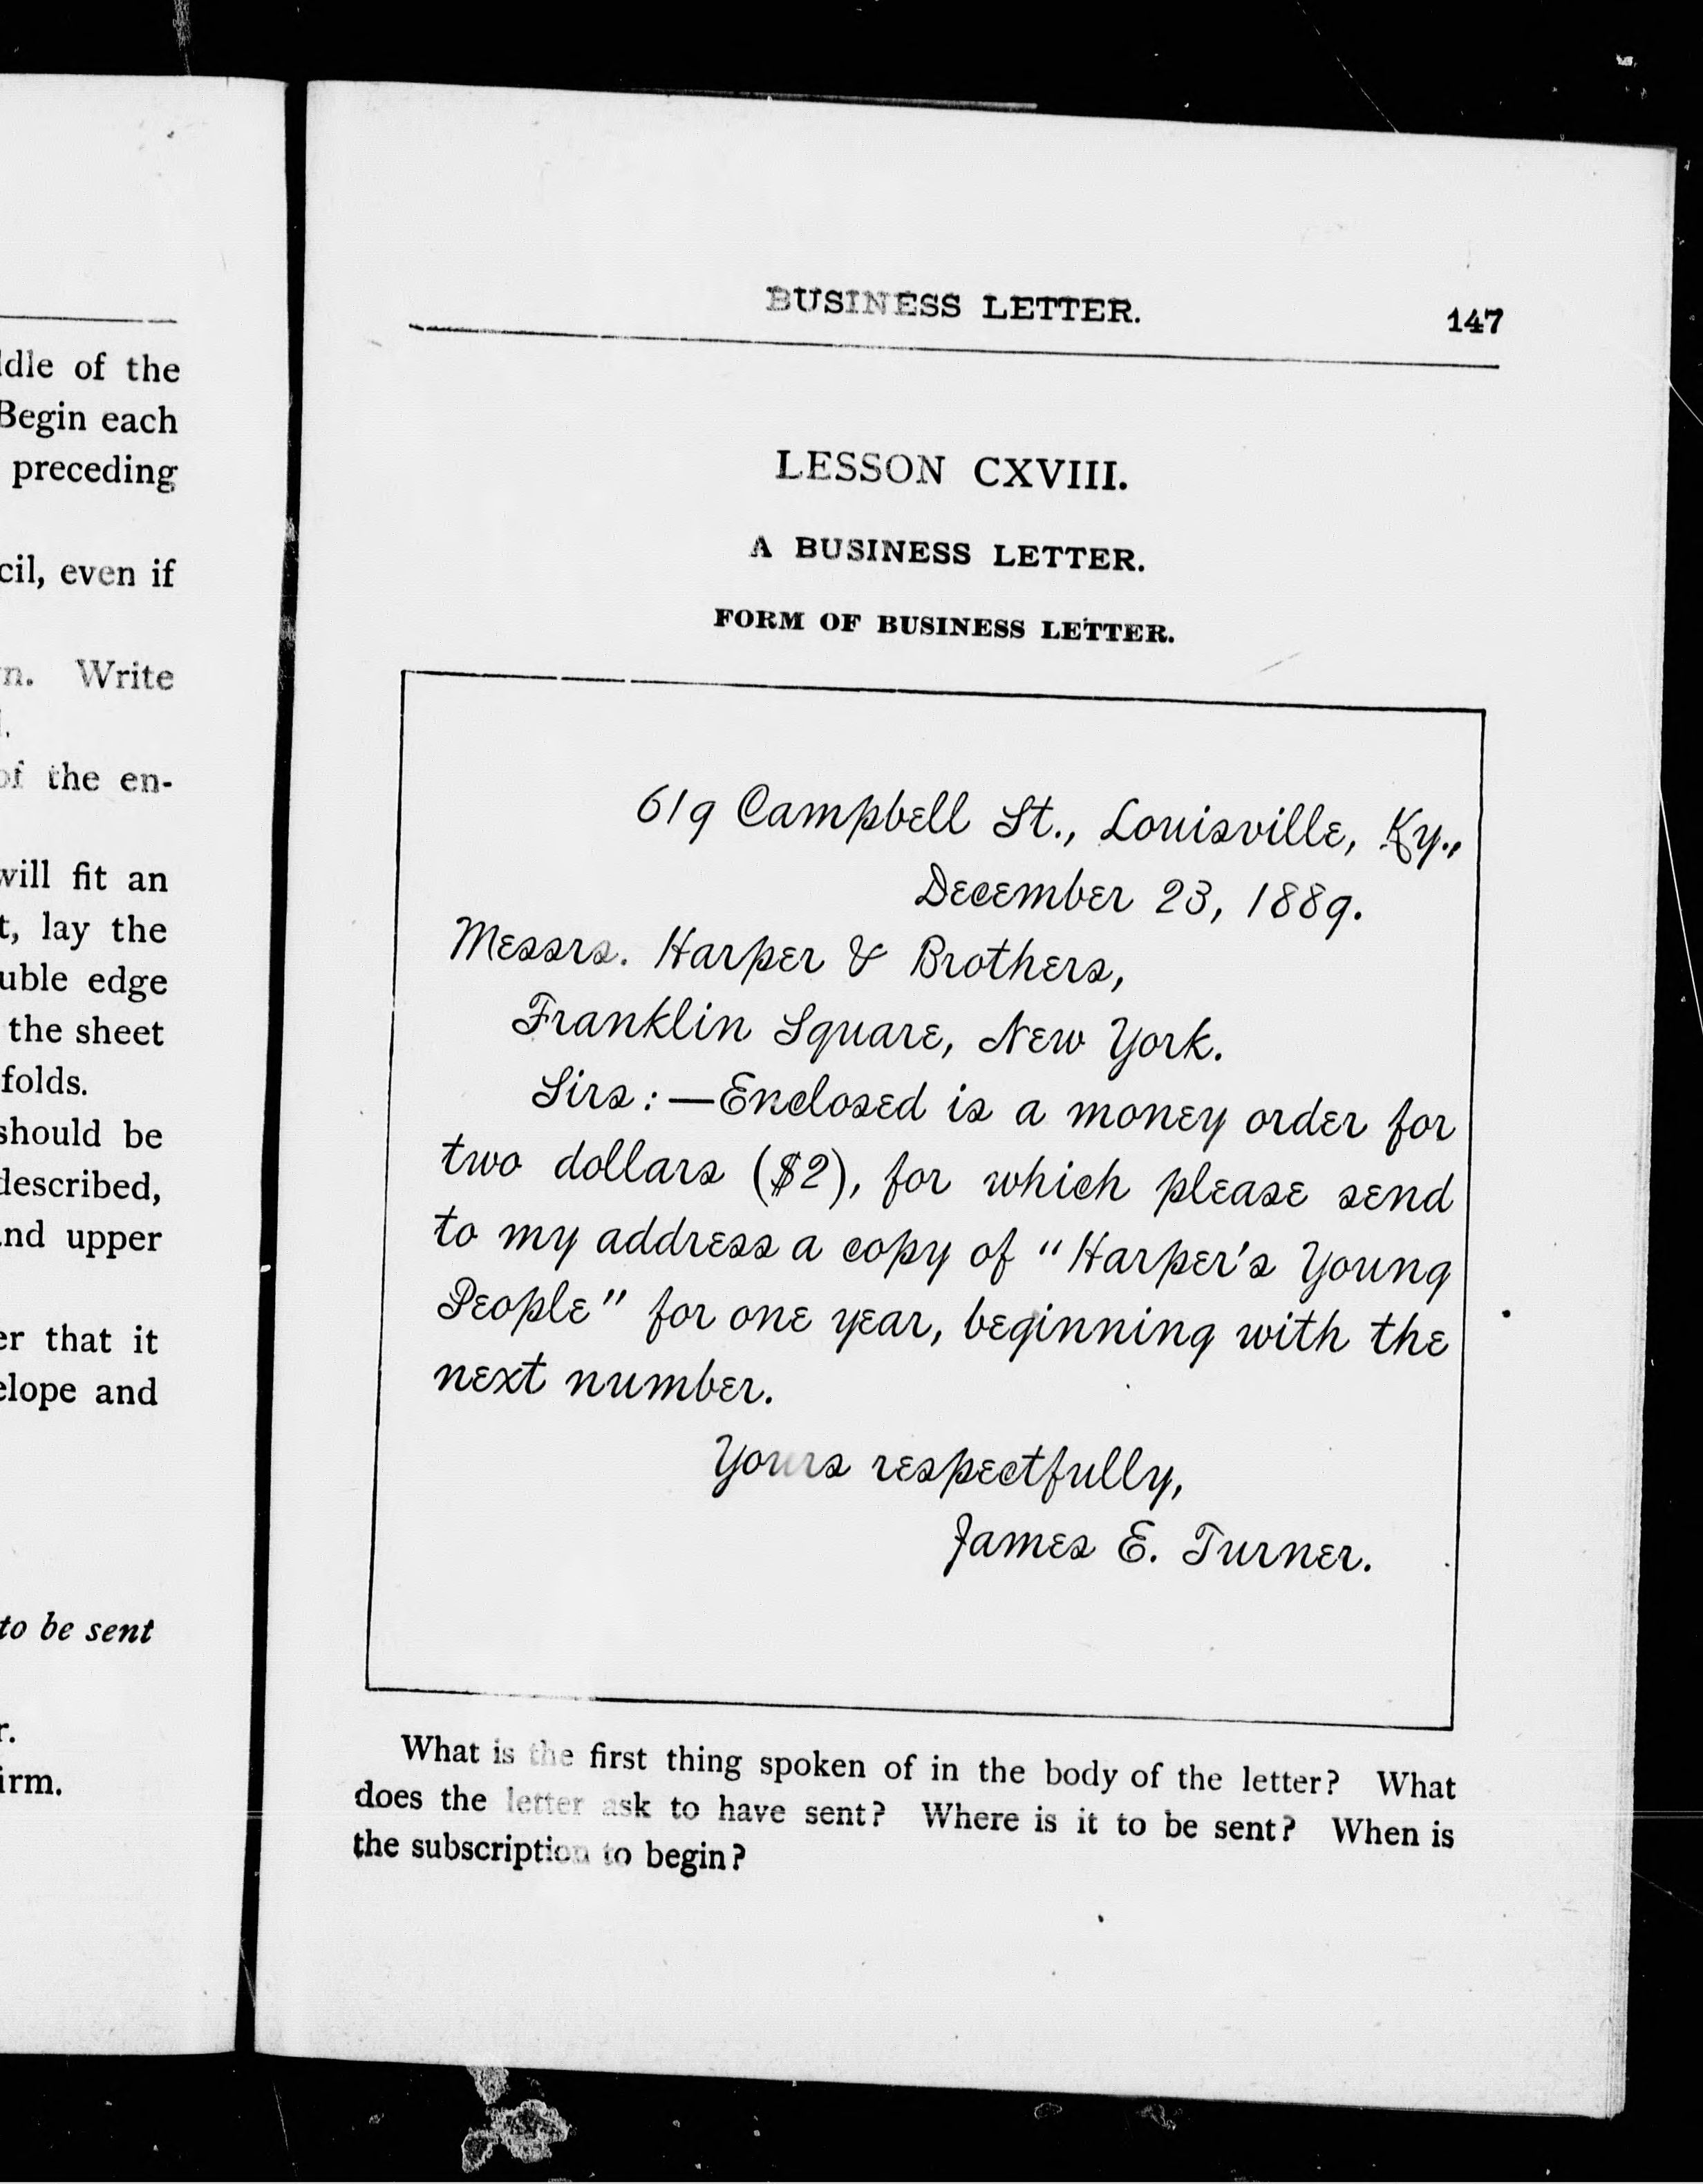 ddle of the
Begin each
preceding
cil, even if
n. Write
l.
of the en-
will fit an
t, lay the
uble edge
the sheet
folds.
should be
described,
and upper
er that it
elope and
to be sent
r.
irm.
BUSINESS LETTER. 147
LESSON CXVIII.
A BUSINESS LETTER.
FORM OF BUSINESS LETTER.
619 Campbell St., Louisville, Ky.,
December 23, 1889.
Messrs. Harper & Brothers,
Franklin Square, New York.
Sirs:—Enclosed is a money order for
two dollars ($2), for which please send
to my address a copy of "Harper's Young
People" for one year, beginning with the
next number.
Yours respectfully,
James E. Turner.
What is the first thing spoken of in the body of the letter? What
does the letter ask to have sent? Where is it to be sent? When is
the subscription to begin?